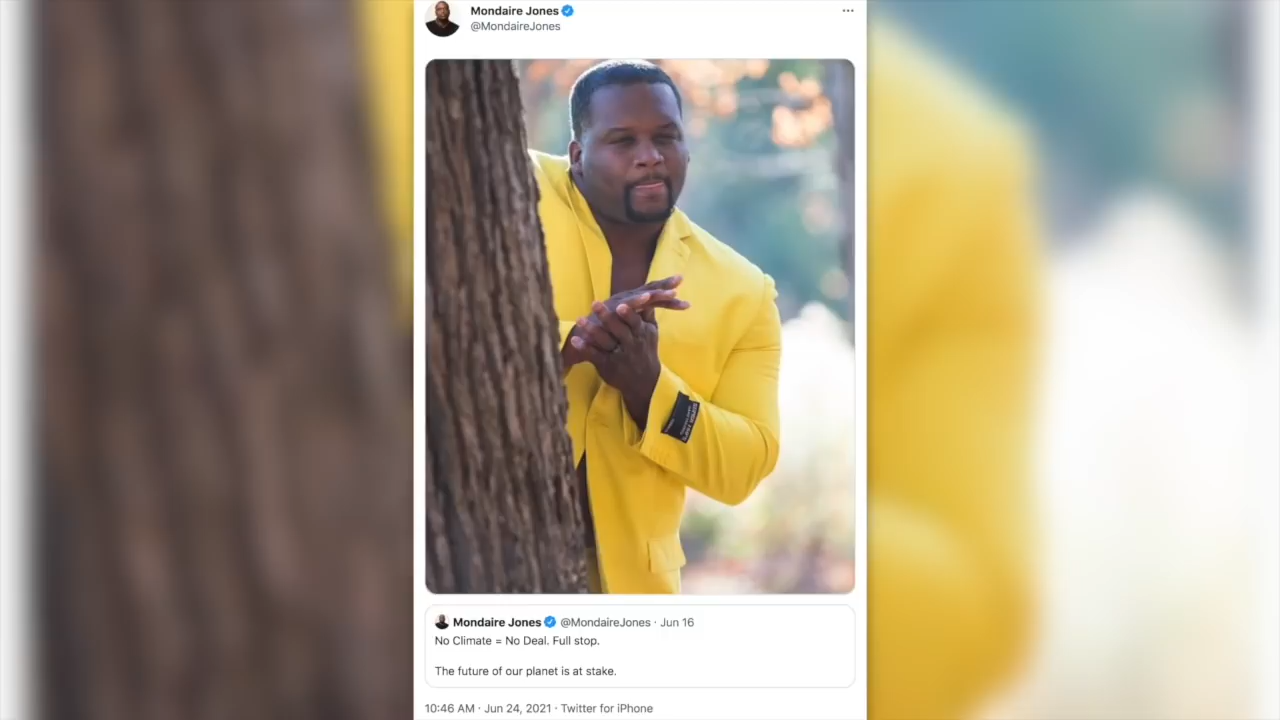 Mondaire Jones
@MondaireJones
Mondaire Jones @MondaireJones · Jun 16
No Climate = No Deal. Full stop.
The future of our planet is at stake.
10:46 AM · Jun 24, 2021 · Twitter for iPhone